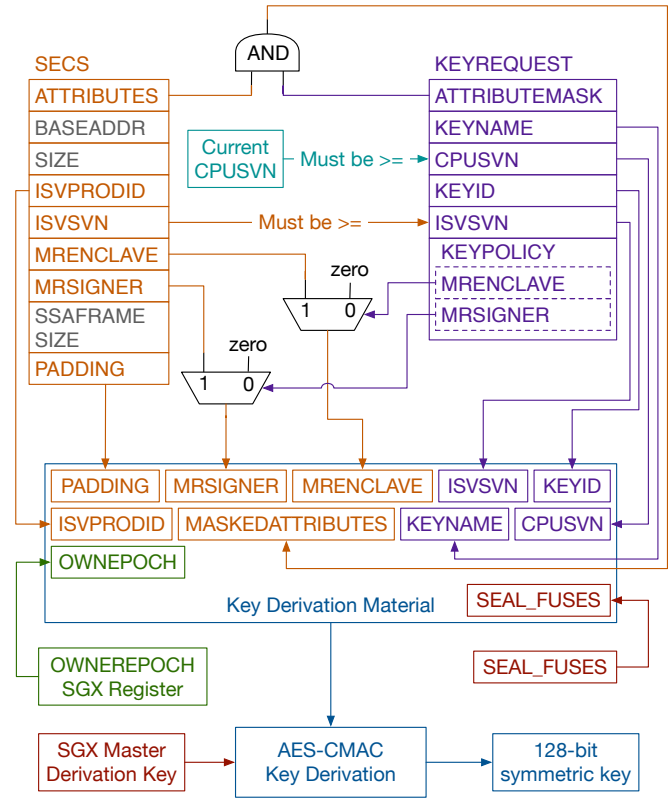 AND
SECS
KEYREQUEST
ATTRIBUTES
ATTRIBUTEMASK
BASEADDR
KEYNAME
SIZE
Current
CPUSVN
Must be >=
CPUSVN
ISVPRODID
KEYID
ISVSVN
Must be >=
ISVSVN
MRENCLAVE
KEYPOLICY
zero
MRENCLAVE
MRSIGNER
1 0
MRSIGNER
SSAFRAME
SIZE
zero
PADDING
1 0
PADDING
MRSIGNER
MRENCLAVE
ISVSVN
KEYID
ISVPRODID
MASKEDATTRIBUTES
KEYNAME
CPUSVN
OWNEPOCH
Key Derivation Material
SEAL_FUSES
OWNEREPOCH
SGX Register
SEAL_FUSES
SGX Master
Derivation Key
AES-CMAC
Key Derivation
128-bit
symmetric key